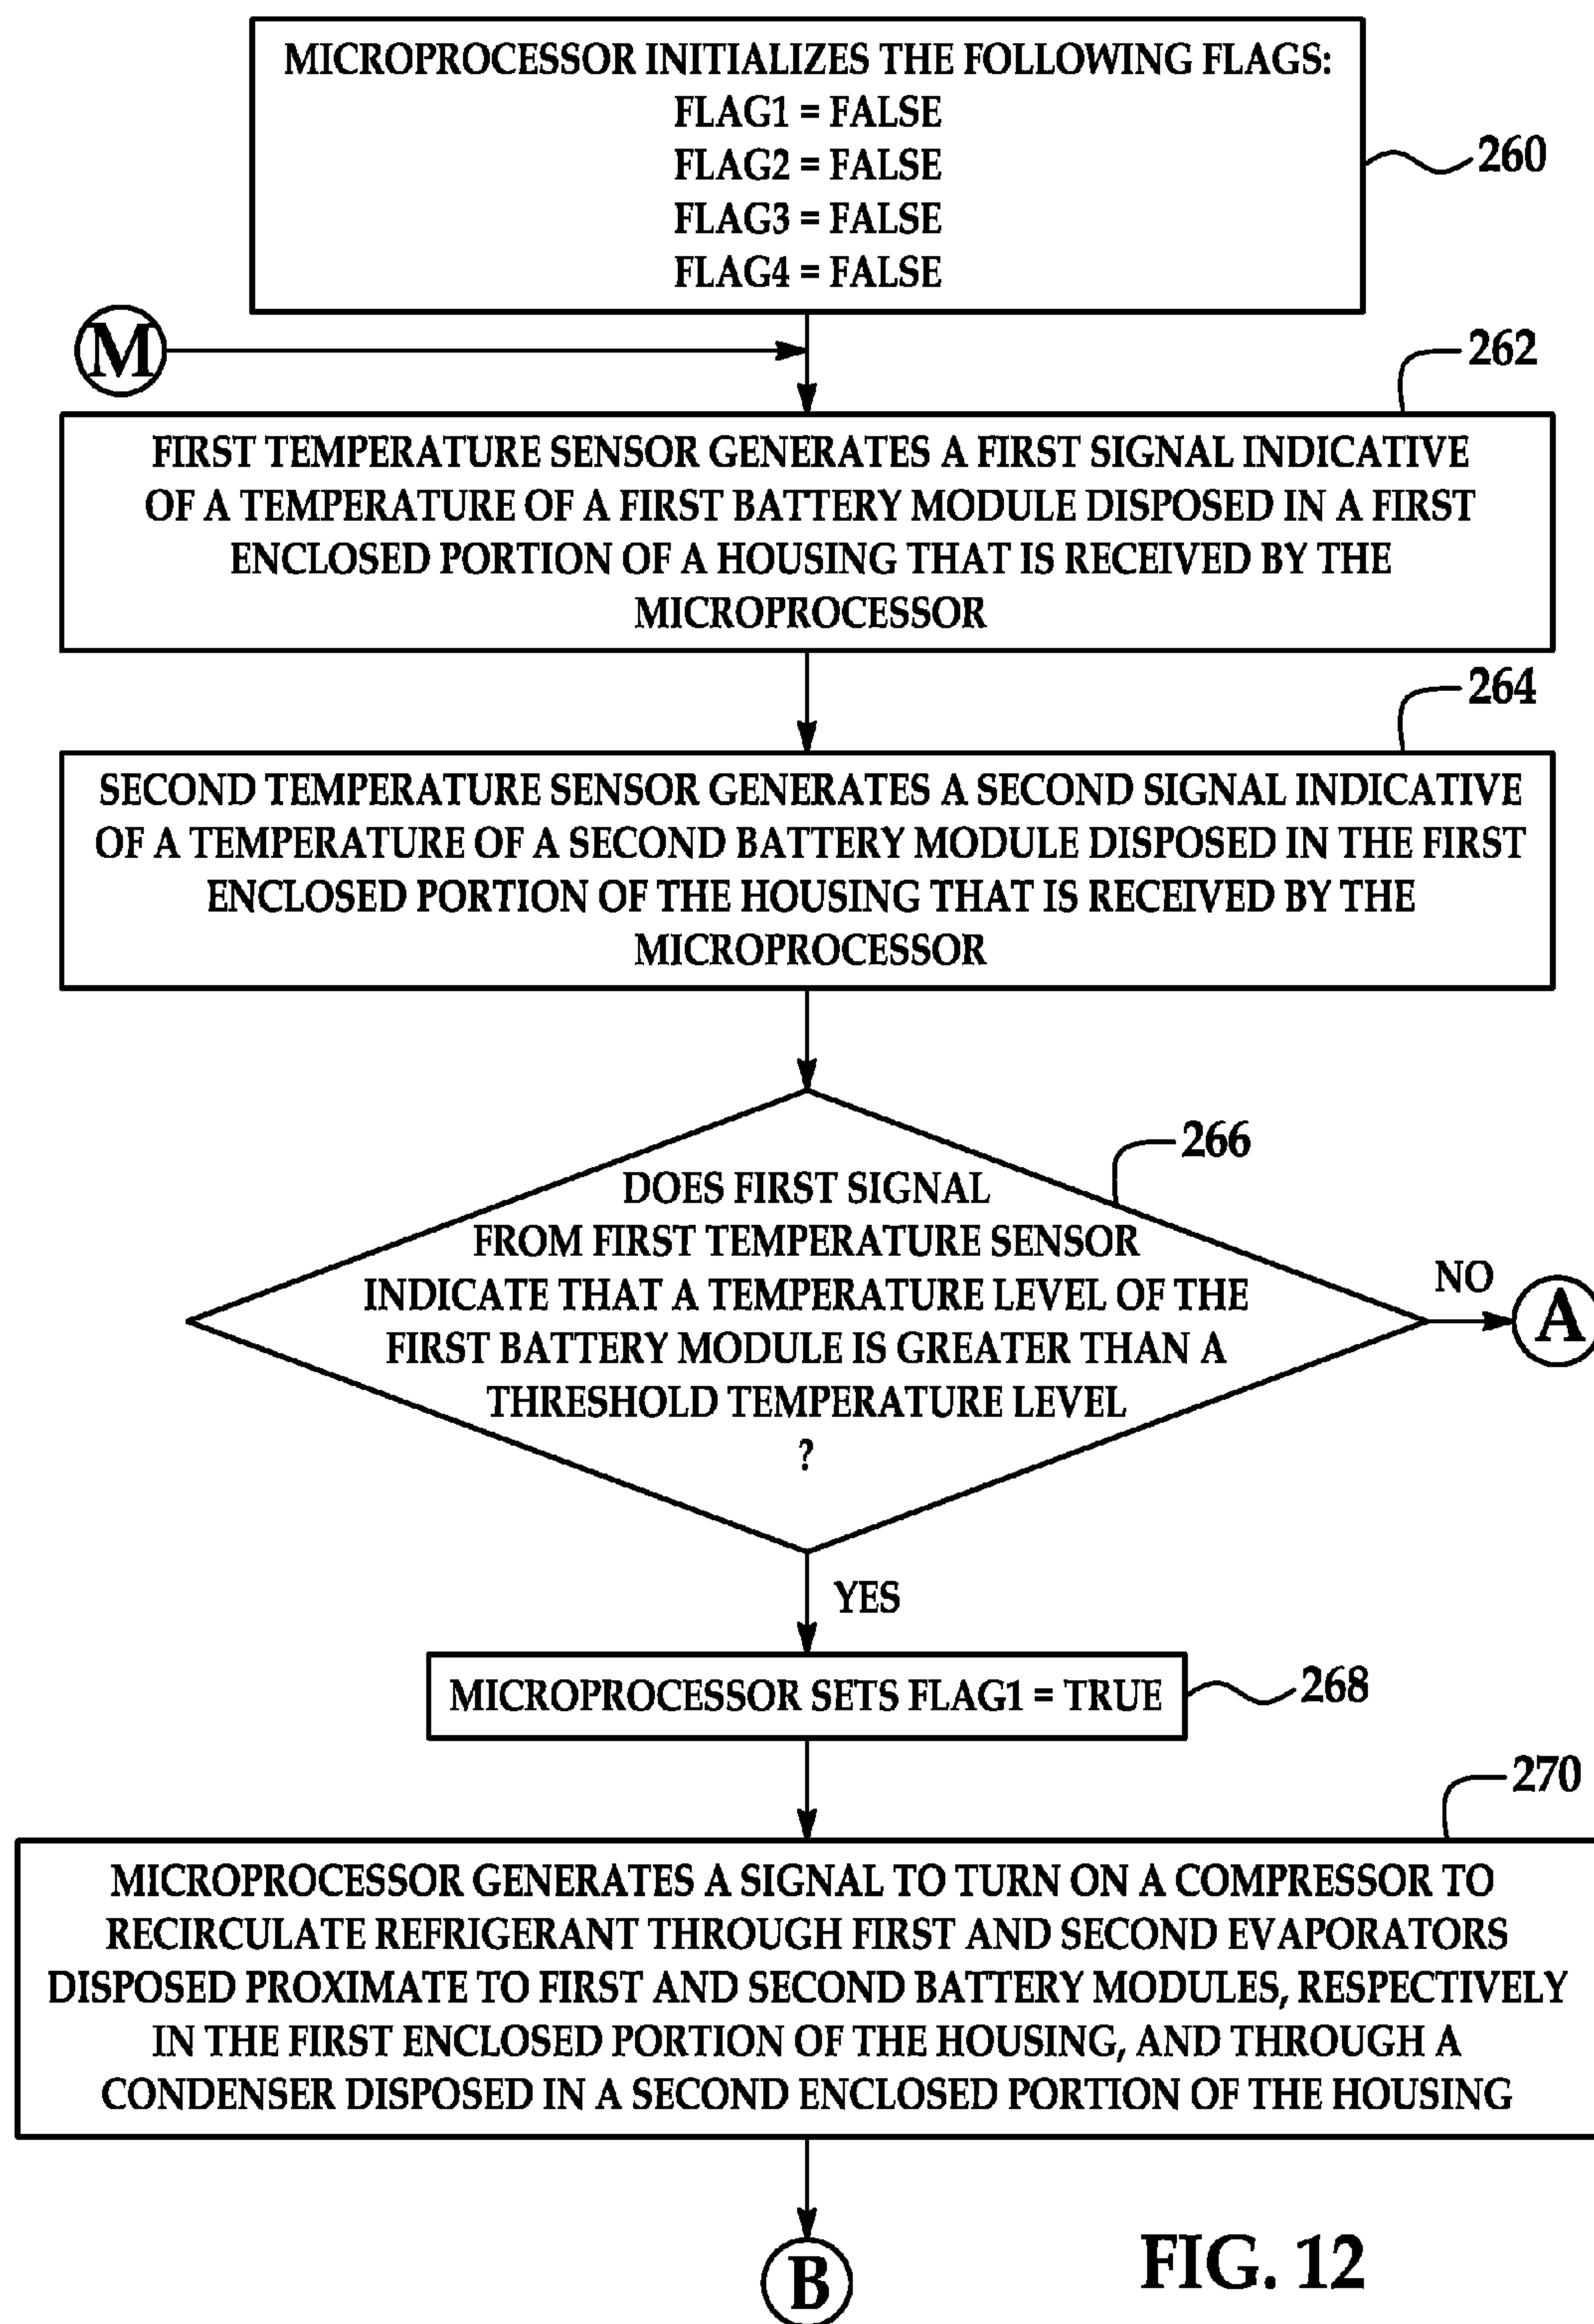 MICROPROCESSOR INITIALIZES THE FOLLOWING FLAGS:
FLAG1 = FALSE
FLAG2 = FALSE
FLAG3 = FALSE
FLAG4 = FALSE
260
M
262
FIRST TEMPERATURE SENSOR GENERATES A FIRST SIGNAL INDICATIVE
OF A TEMPERATURE OF A FIRST BATTERY MODULE DISPOSED IN A FIRST
ENCLOSED PORTION OF A HOUSING THAT IS RECEIVED BY THE
MICROPROCESSOR
264
SECOND TEMPERATURE SENSOR GENERATES A SECOND SIGNAL INDICATIVE
OF A TEMPERATURE OF A SECOND BATTERY MODULE DISPOSED IN THE FIRST
ENCLOSED PORTION OF THE HOUSING THAT IS RECEIVED BY THE
MICROPROCESSOR
266
DOES FIRST SIGNAL
FROM FIRST TEMPERATURE SENSOR
INDICATE THAT A TEMPERATURE LEVEL OF THE
FIRST BATTERY MODULE IS GREATER THAN A
THRESHOLD TEMPERATURE LEVEL
?
NO
A
YES
MICROPROCESSOR SETS FLAG1 = TRUE
268
270
MICROPROCESSOR GENERATES A SIGNAL TO TURN ON A COMPRESSOR TO
RECIRCULATE REFRIGERANT THROUGH FIRST AND SECOND EVAPORATORS
DISPOSED PROXIMATE TO FIRST AND SECOND BATTERY MODULES, RESPECTIVELY
IN THE FIRST ENCLOSED PORTION OF THE HOUSING, AND THROUGH A
CONDENSER DISPOSED IN A SECOND ENCLOSED PORTION OF THE HOUSING
B
FIG. 12